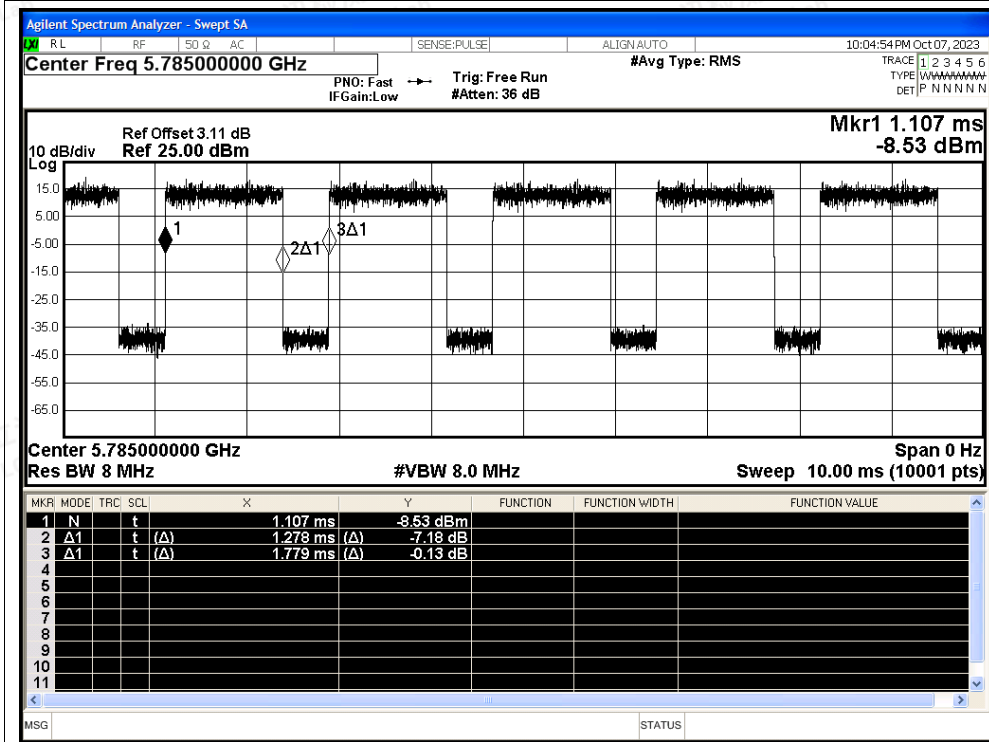 Agilent Spectrum Analyzer - Swept SA
LXI RL RF 50 Ω AC SENSE:PULSE ALIGN AUTO 10:04:54 PM Oct 07, 2023
Center Freq 5.785000000 GHz #Avg Type: RMS TRACE 1 2 3 4 5 6
PNO: Fast Trig: Free Run TYPE WWWWWW
IFGain:Low #Atten: 36 dB DET P N N N N N
Mkr1 1.107 ms
Ref Offset 3.11 dB
10 dB/div Ref 25.00 dBm -8.53 dBm
Log
15.0
5.00
1 2Δ1 3Δ1
-5.00
-15.0
-25.0
-35.0
-45.0
-55.0
-65.0
Center 5.785000000 GHz Span 0 Hz
Res BW 8 MHz #VBW 8.0 MHz Sweep 10.00 ms (10001 pts)
MKR MODE TRC SCL X Y FUNCTION FUNCTION WIDTH FUNCTION VALUE
1 N t 1.107 ms -8.53 dBm
2 Δ1 t (Δ) 1.278 ms (Δ) -7.18 dB
3 Δ1 t (Δ) 1.779 ms (Δ) -0.13 dB
4
5
6
7
8
9
10
11
MSG STATUS